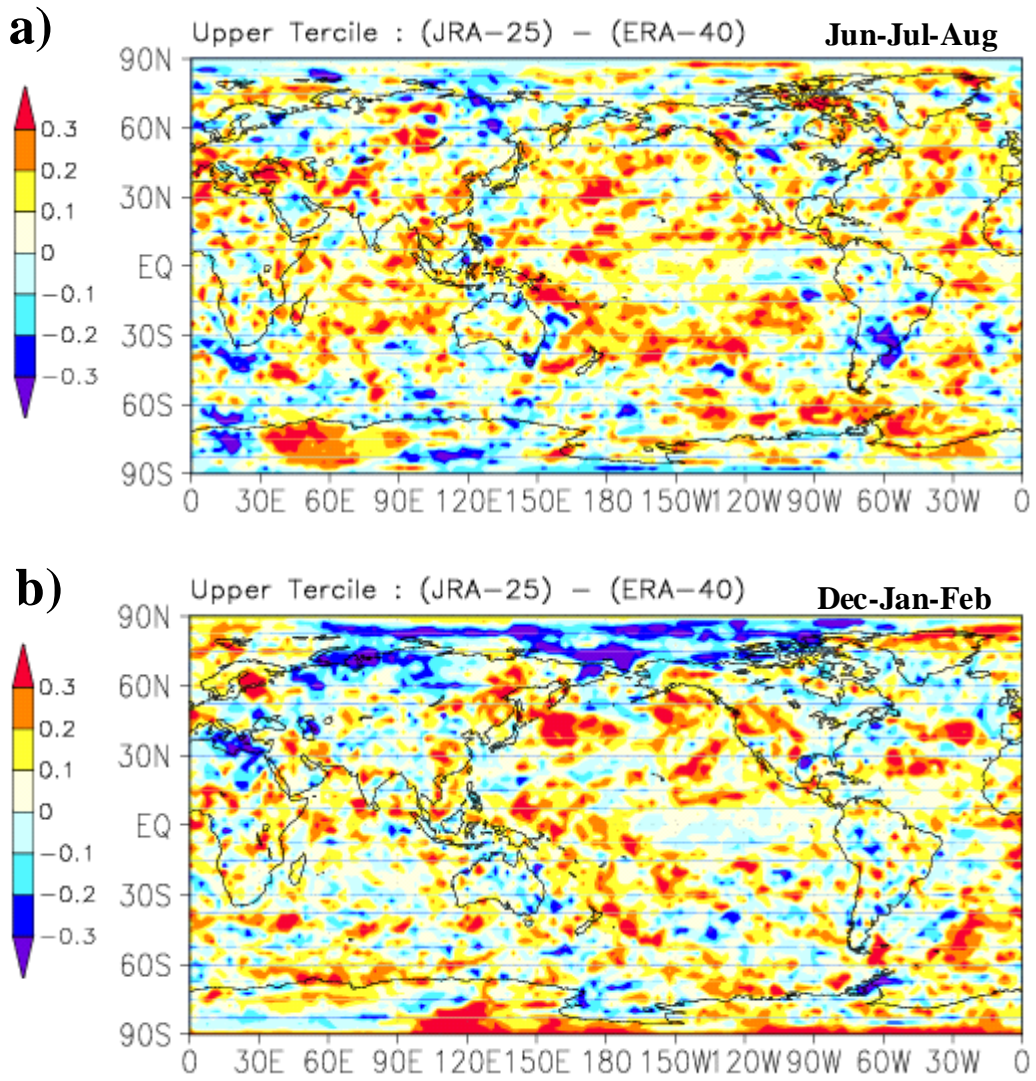 a)
Upper Tercile : (JRA-25) - (ERA-40)
Jun-Jul-Aug
90N
60N
30N
EQ
30S
60S
90S
0.3
0.2
0.1
0
-0.1
-0.2
-0.3
0 30E 60E 90E 120E 150E 180 150W 120W 90W 60W 30W 0
b)
Upper Tercile : (JRA-25) - (ERA-40)
Dec-Jan-Feb
90N
60N
30N
EQ
30S
60S
90S
0.3
0.2
0.1
0
-0.1
-0.2
-0.3
0 30E 60E 90E 120E 150E 180 150W 120W 90W 60W 30W 0